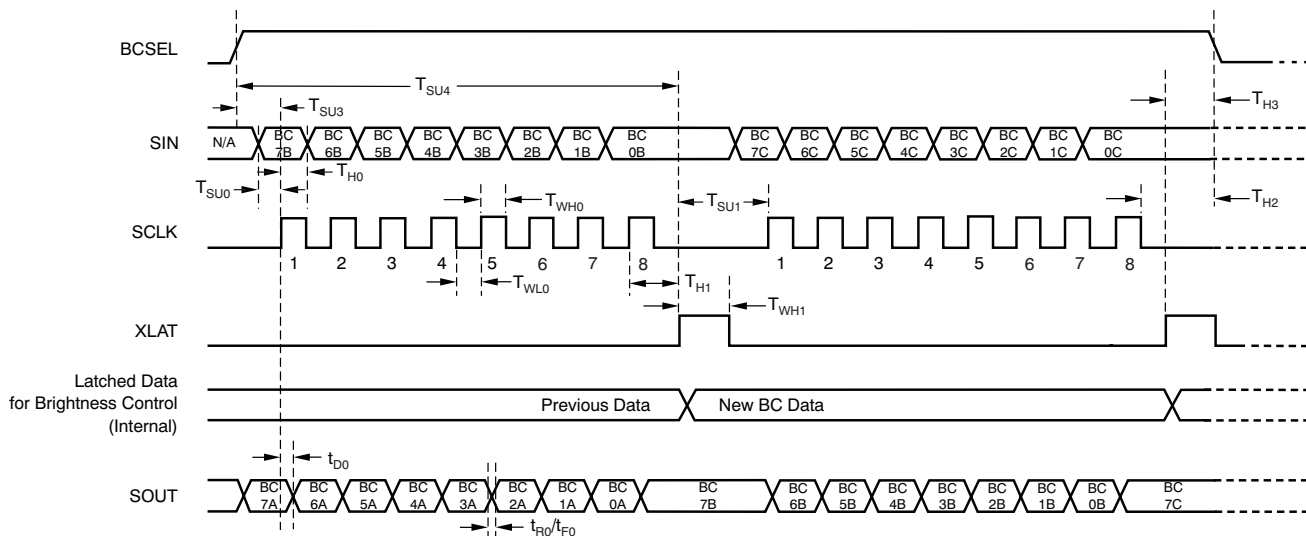 BCSEL
T_SU4
T_SU3
T_H3
SIN
N/A
BC 7B
BC 6B
BC 5B
BC 4B
BC 3B
BC 2B
BC 1B
BC 0B
BC 7C
BC 6C
BC 5C
BC 4C
BC 3C
BC 2C
BC 1C
BC 0C
T_SU0
T_H0
T_WH0
T_SU1
T_H2
SCLK
1 2 3 4 5 6 7 8 1 2 3 4 5 6 7 8
T_WL0
T_H1
T_WH1
XLAT
Latched Data
for Brightness Control
(Internal)
Previous Data
New BC Data
t_D0
SOUT
BC 7A
BC 6A
BC 5A
BC 4A
BC 3A
BC 2A
BC 1A
BC 0A
BC 7B
BC 6B
BC 5B
BC 4B
BC 3B
BC 2B
BC 1B
BC 0B
BC 7C
t_R0/t_F0